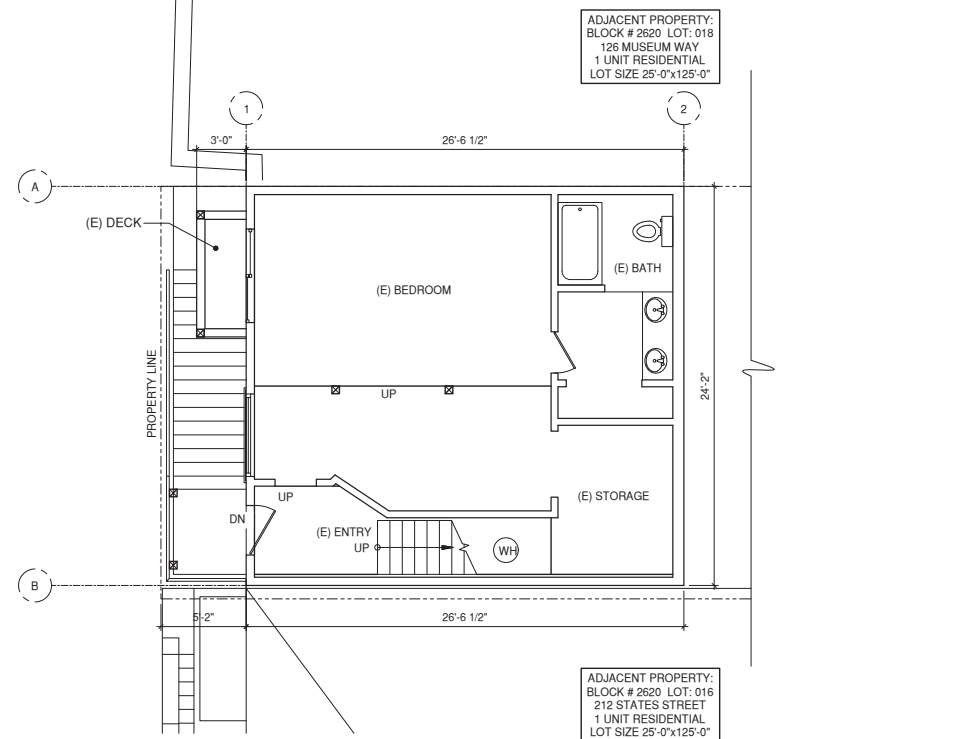 ADJACENT PROPERTY:
BLOCK # 2620 LOT: 018
126 MUSEUM WAY
1 UNIT RESIDENTIAL
LOT SIZE 25'-0"x125'-0"
1
2
3'-0"
26'-6 1/2"
A
(E) DECK
(E) BATH
(E) BEDROOM
PROPERTY LINE
24'-2"
UP
UP
(E) STORAGE
DN
(E) ENTRY
UP
WH
B
5'-2"
26'-6 1/2"
ADJACENT PROPERTY:
BLOCK # 2620 LOT: 016
212 STATES STREET
1 UNIT RESIDENTIAL
LOT SIZE 25'-0"x125'-0"